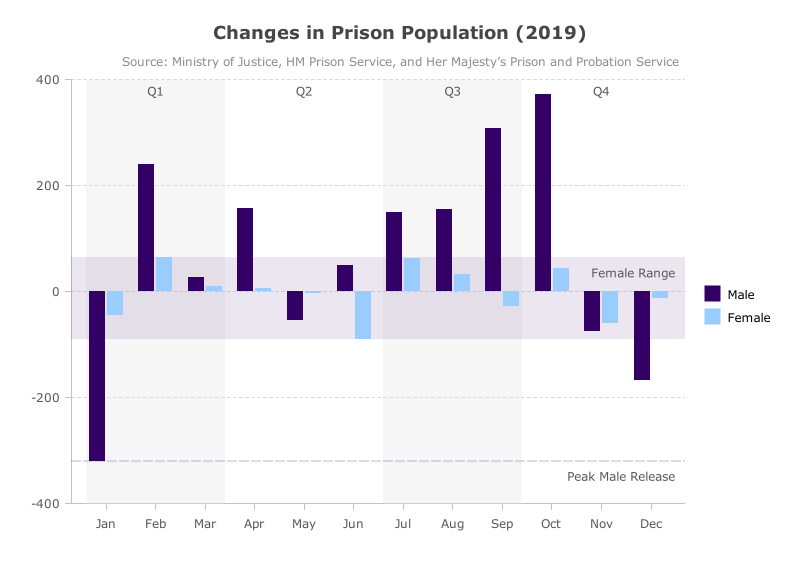 Changes in Prison Population (2019)
Source: Ministry of Justice, HM Prison Service, and Her Majesty’s Prison and Probation Service
400
Q1 Q2 Q3 Q4
200
Female Range
0
Male
Female
-200
Peak Male Release
-400
Jan Feb Mar Apr May Jun Jul Aug Sep Oct Nov Dec